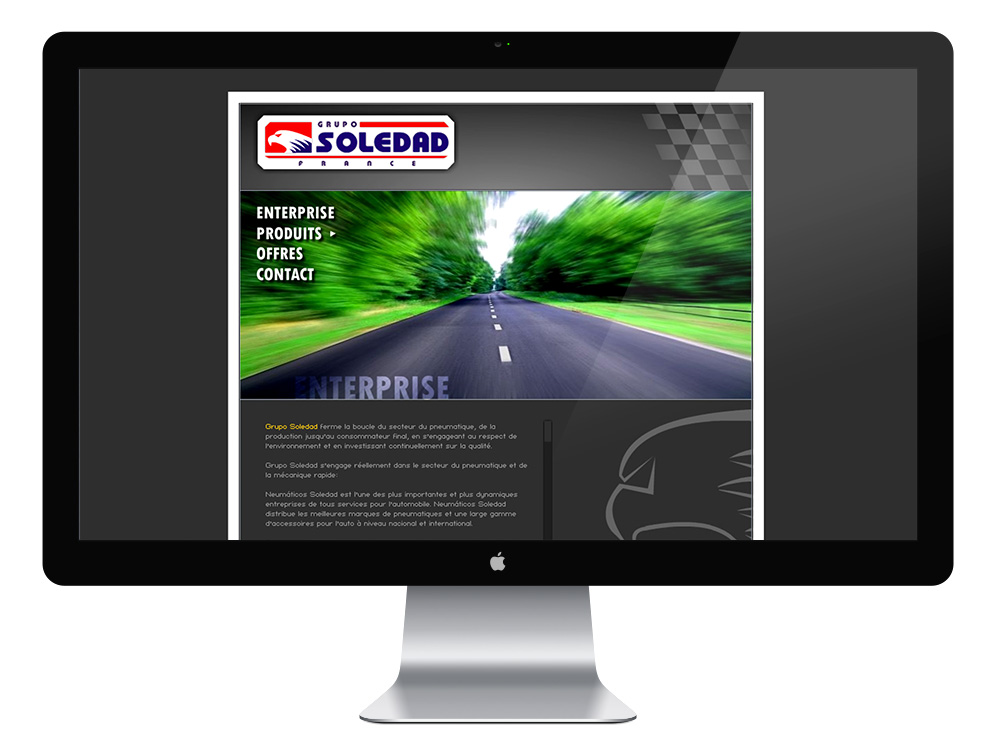 GRUPO
SOLEDAD
FRANCE
ENTERPRISE
PRODUITS
OFFRES
CONTACT
ENTERPRISE
Grupo Soledad ferme la boucle du secteur du pneumatique, de la
production jusqu'au consommateur final, en s'engageant au respect de
l'environnement et en investissant continuellement sur la qualité.
Grupo Soledad s'engage réellement dans le secteur du pneumatique et de
la mécanique rapide:
Neumáticos Soledad est l'une des plus importantes et plus dynamiques
entreprises de tous services pour l'automobile. Neumáticos Soledad
distribue les meilleures marques de pneumatiques et une large gamme
d'accessoires pour l'auto à niveau nacional et international.